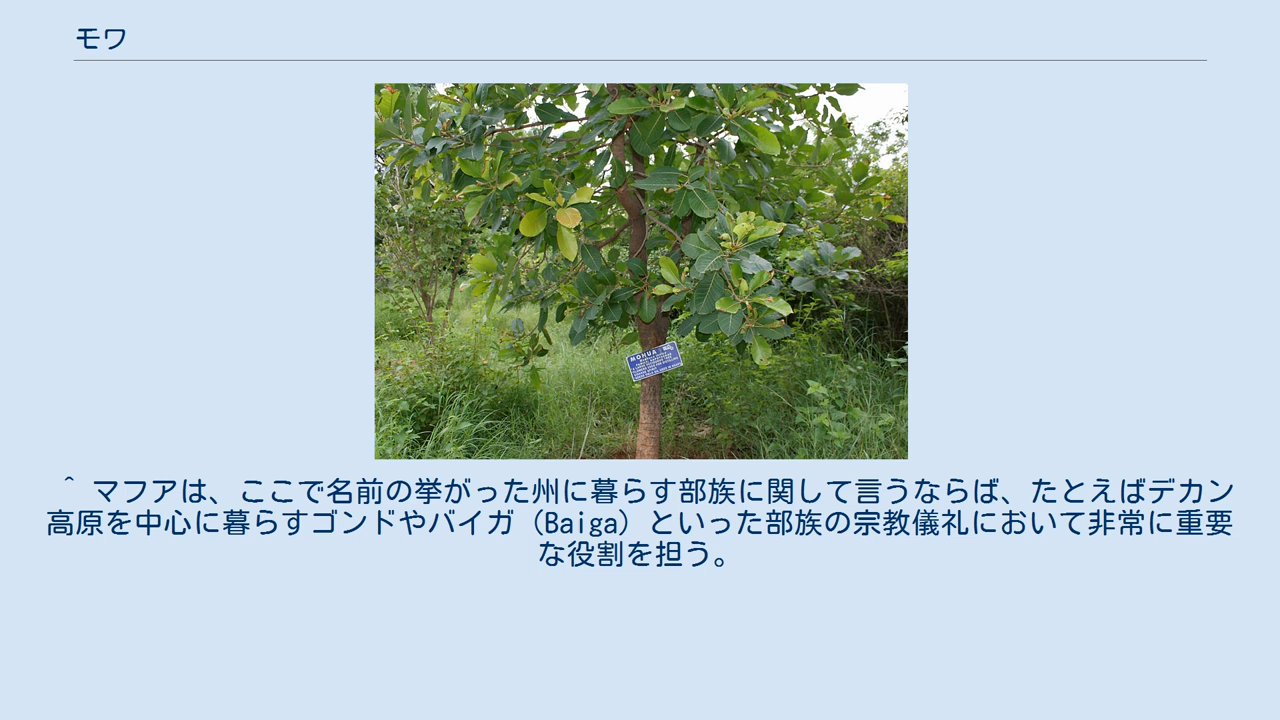 モワ
MOHUA
^ マフアは、ここで名前の挙がった州に暮らす部族に関して言うならば、たとえばデカン
高原を中心に暮らすゴンドやバイガ（Baiga）といった部族の宗教儀礼において非常に重要
な役割を担う。